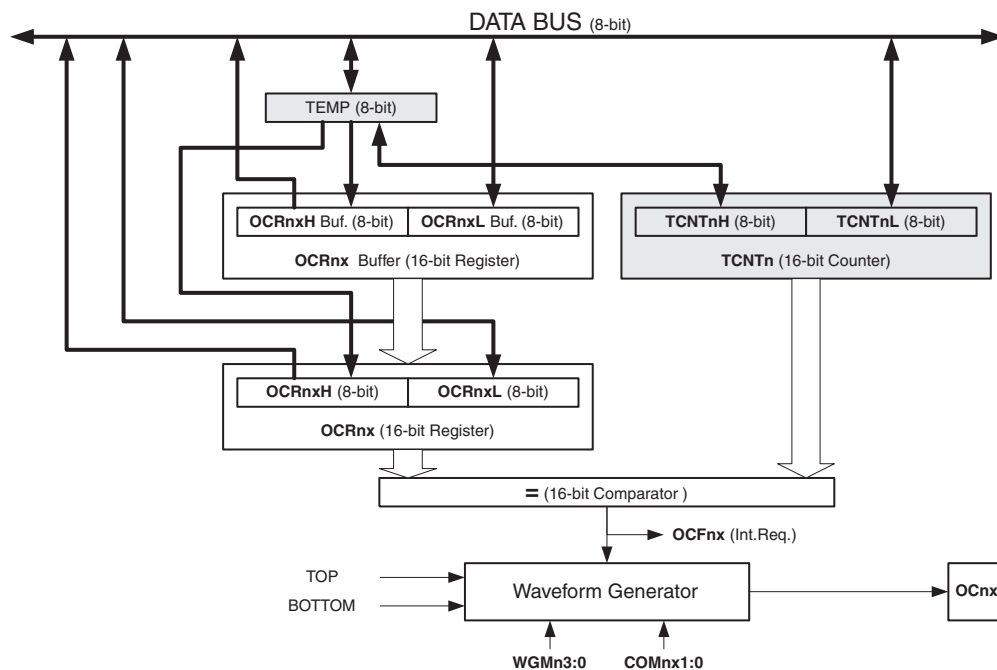 DATA BUS (8-bit)
TEMP (8-bit)
OCRnxH Buf. (8-bit) OCRnxL Buf. (8-bit)
OCRnx Buffer (16-bit Register)
TCNTnH (8-bit) TCNTnL (8-bit)
TCNTn (16-bit Counter)
OCRnxH (8-bit) OCRnxL (8-bit)
OCRnx (16-bit Register)
= (16-bit Comparator )
OCFnx (Int.Req.)
TOP
BOTTOM
Waveform Generator
OCnx
WGMn3:0 COMnx1:0